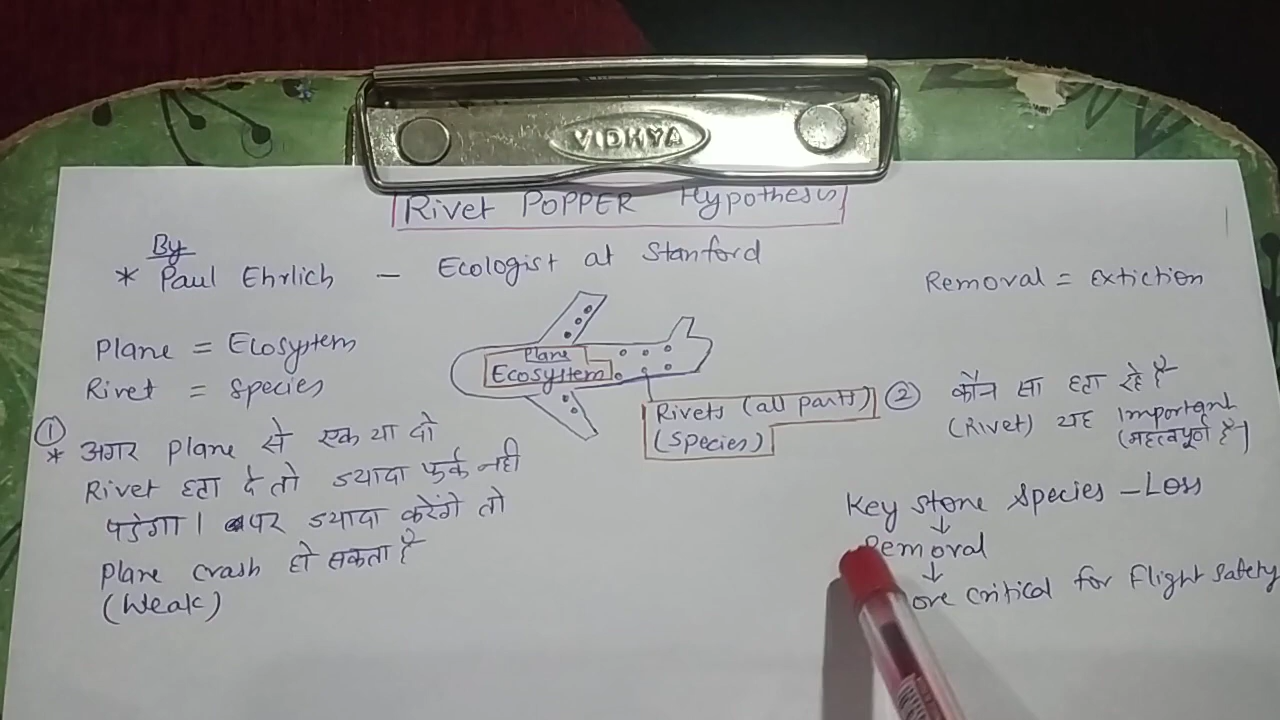 VIDHYA
Rivet POPPER Hypothesis
By
* Paul Ehrlich – Ecologist at Stanford
Plane = Ecosystem
Rivet = Species
Plane
Ecosystem
Rivets (all parts)
(Species)
①
* अगर Plane से एक या दो
Rivet हटा दे तो ज्यादा फर्क नही
पडेगा। पर ज्यादा करेंगे तो
Plane crash हो सकता है
(Weak)
Removal = Extiction
② कौन सा हटा रहे है
(Rivet) यह Important
(महत्वपूर्ण है)
Key stone Species – Loss
↓
Removal
↓
ore critical for Flight Safety